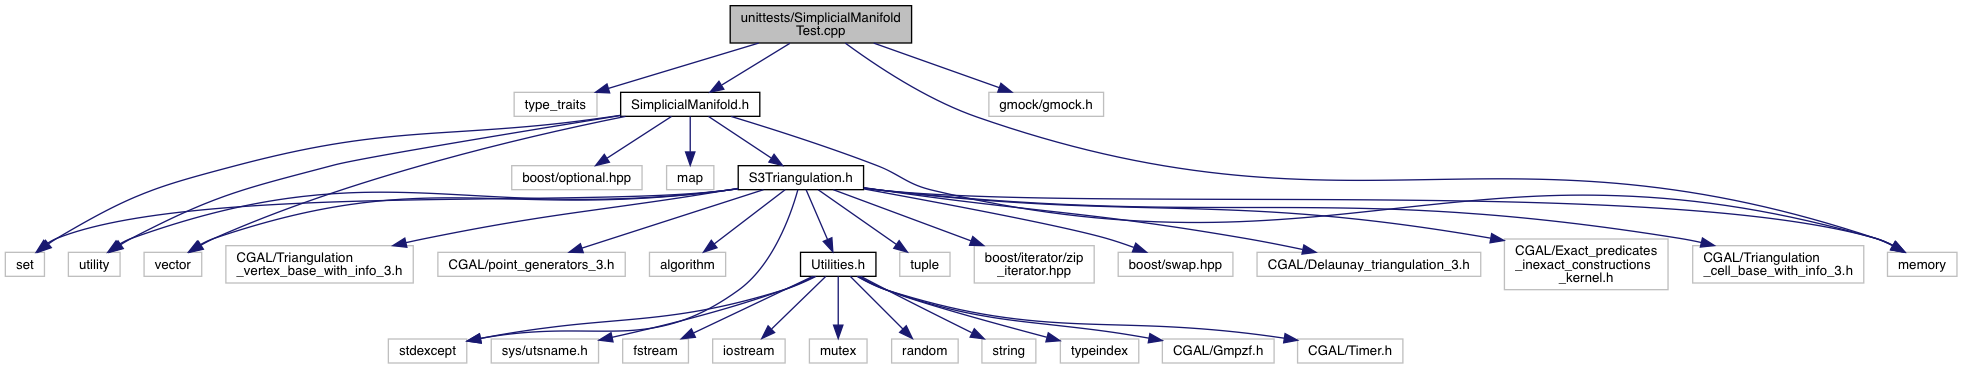 unittests/SimplicialManifold
Test.cpp
type_traits
SimplicialManifold.h
gmock/gmock.h
boost/optional.hpp
map
S3Triangulation.h
set
utility
vector
CGAL/Triangulation
_vertex_base_with_info_3.h
CGAL/point_generators_3.h
algorithm
Utilities.h
tuple
boost/iterator/zip
_iterator.hpp
boost/swap.hpp
CGAL/Delaunay_triangulation_3.h
CGAL/Exact_predicates
_inexact_constructions
_kernel.h
CGAL/Triangulation
_cell_base_with_info_3.h
memory
stdexcept
sys/utsname.h
fstream
iostream
mutex
random
string
typeindex
CGAL/Gmpzf.h
CGAL/Timer.h